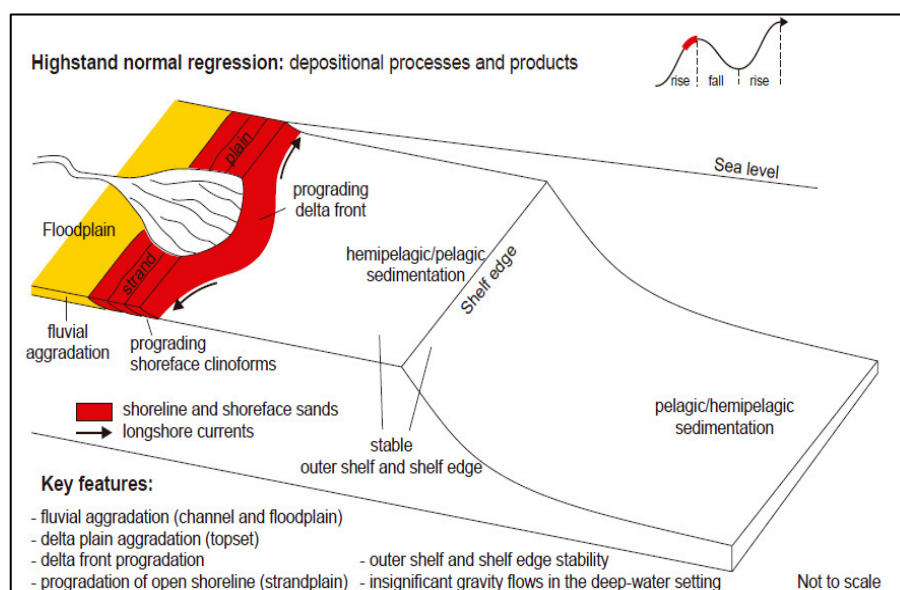 Highstand normal regression: depositional processes and products
rise fall rise
Sea level
plain
prograding
delta front
Floodplain
hemipelagic/pelagic
sedimentation
Shelf edge
strand
fluvial
aggradation
prograding
shoreface clinoforms
shoreline and shoreface sands
longshore currents
stable
outer shelf and shelf edge
pelagic/hemipelagic
sedimentation
Key features:
- fluvial aggradation (channel and floodplain)
- delta plain aggradation (topset)
- delta front progradation
- progradation of open shoreline (strandplain)
- outer shelf and shelf edge stability
- insignificant gravity flows in the deep-water setting
Not to scale